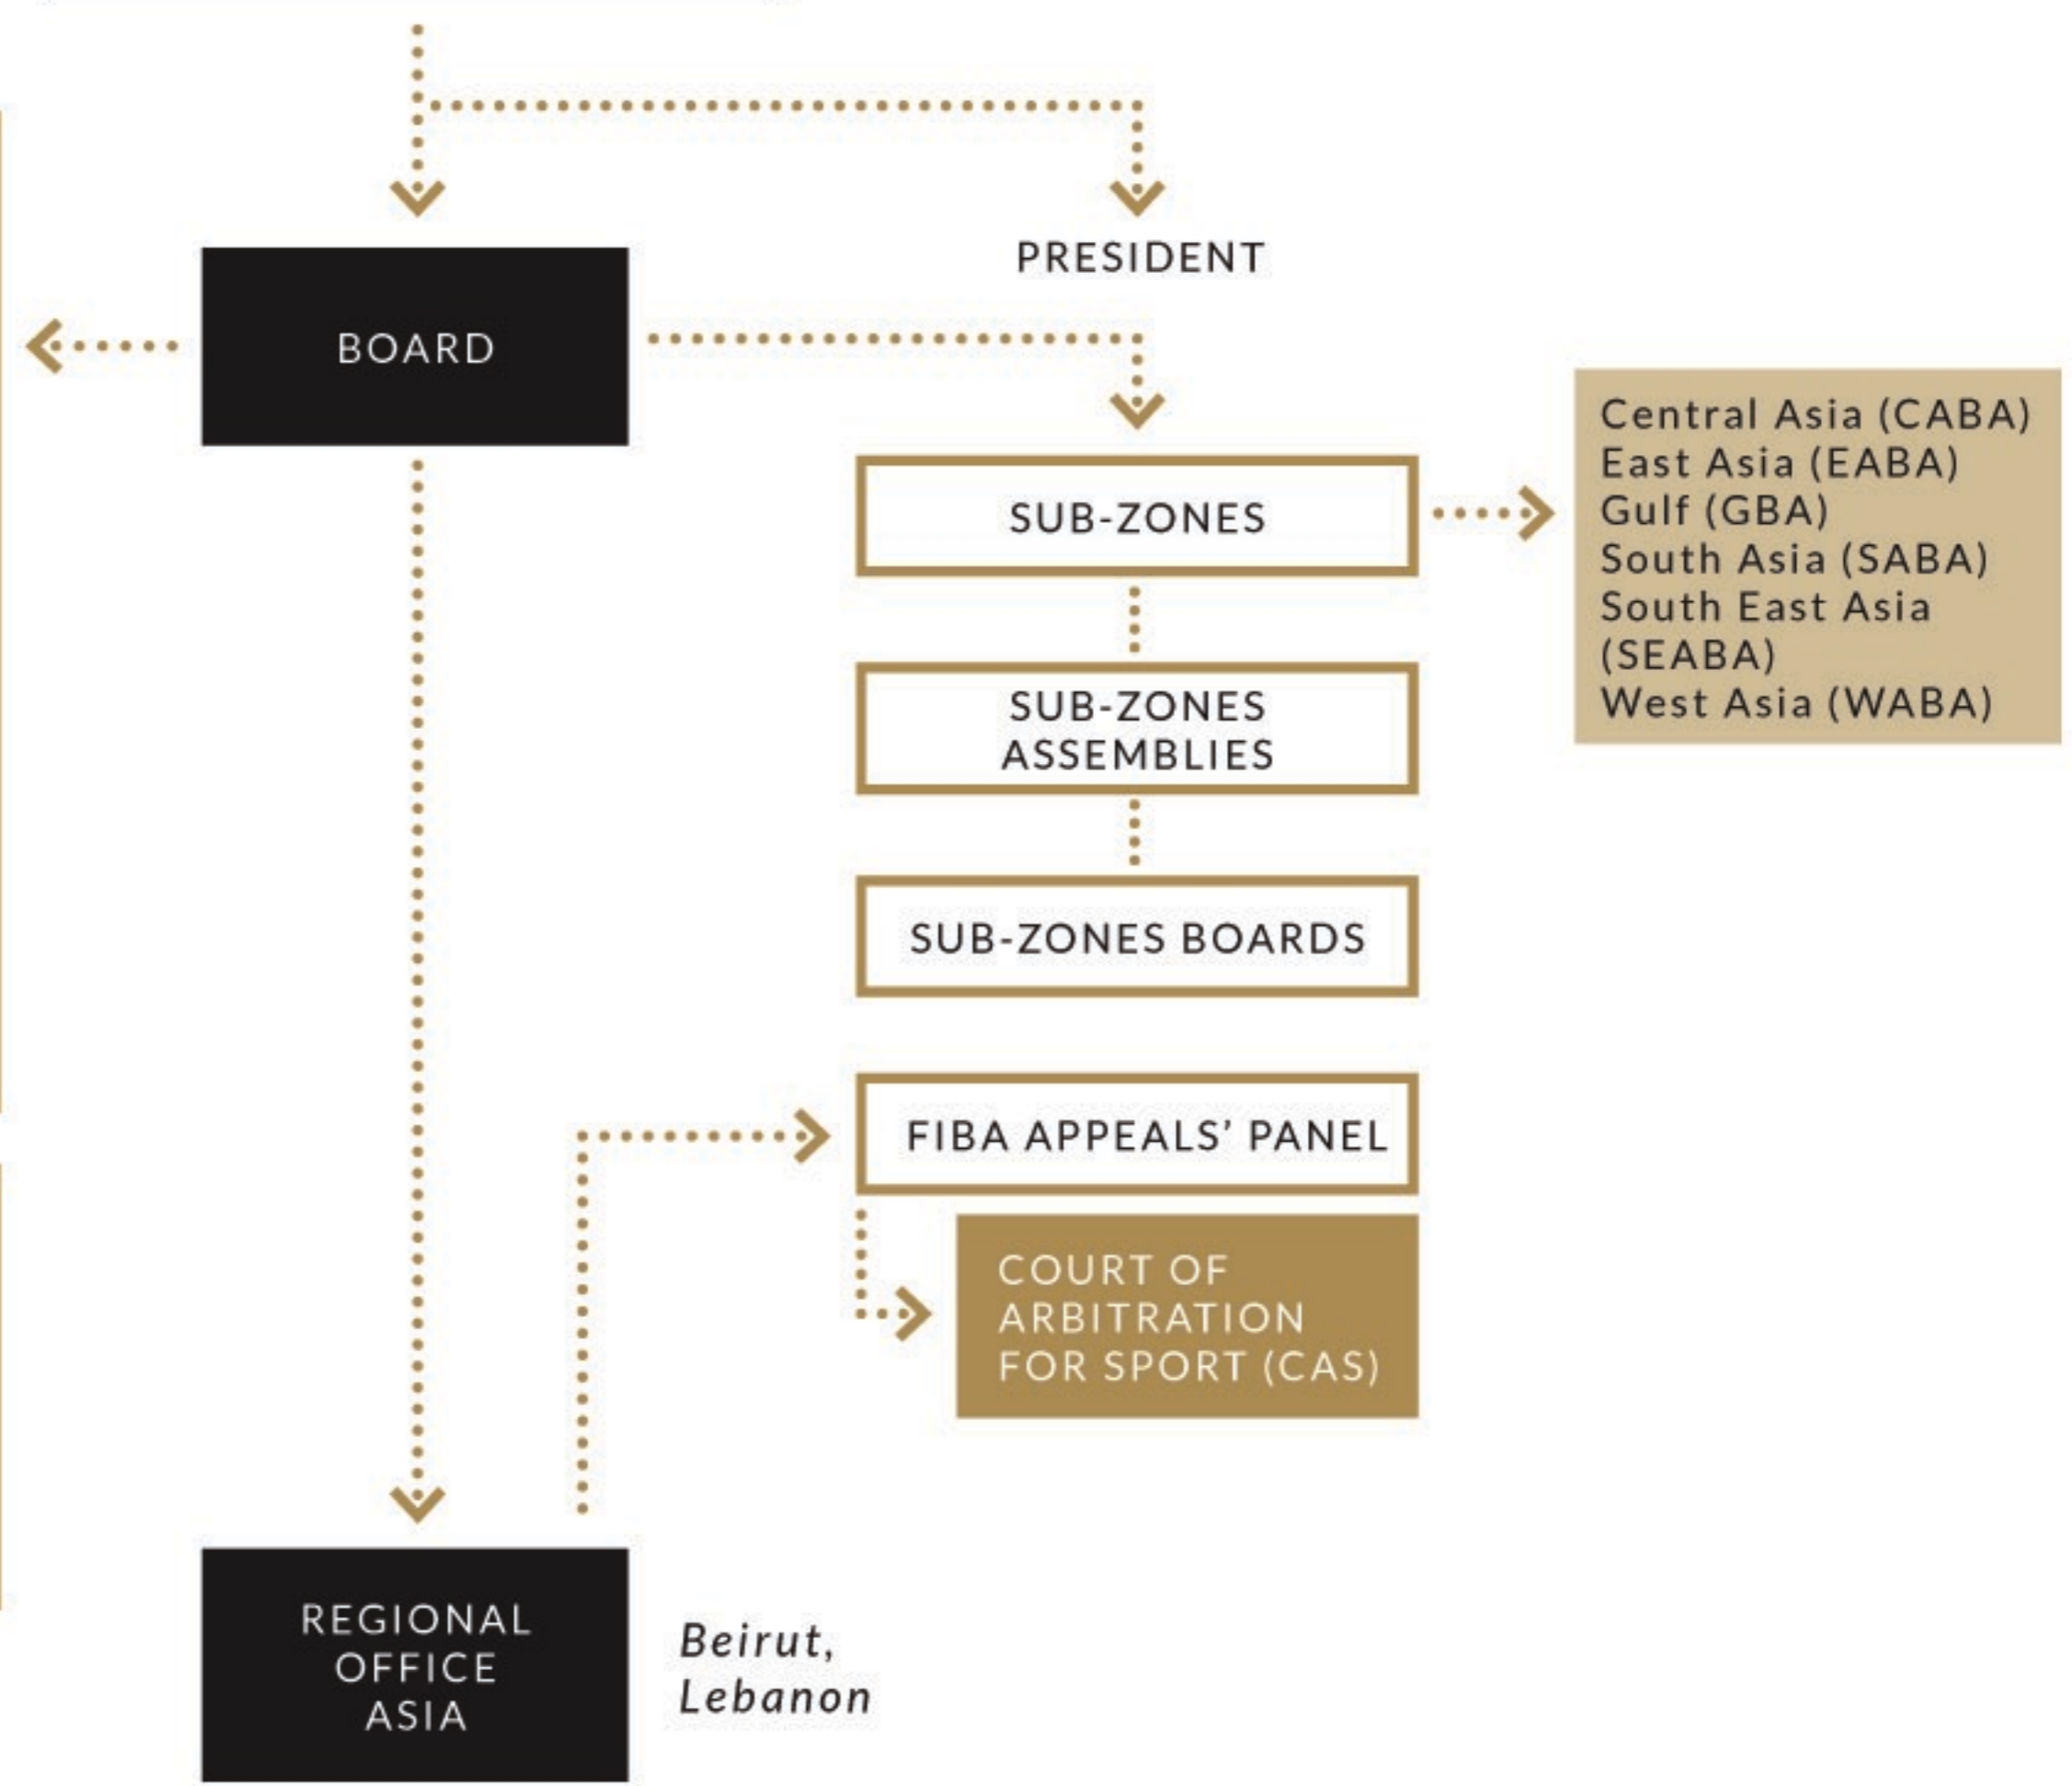 PRESIDENT
BOARD
Central Asia (CABA)
East Asia (EABA)
Gulf (GBA)
South Asia (SABA)
South East Asia
(SEABA)
West Asia (WABA)
SUB-ZONES
SUB-ZONES
ASSEMBLIES
SUB-ZONES BOARDS
FIBA APPEALS’ PANEL
COURT OF
ARBITRATION
FOR SPORT (CAS)
REGIONAL
OFFICE
ASIA
Beirut,
Lebanon